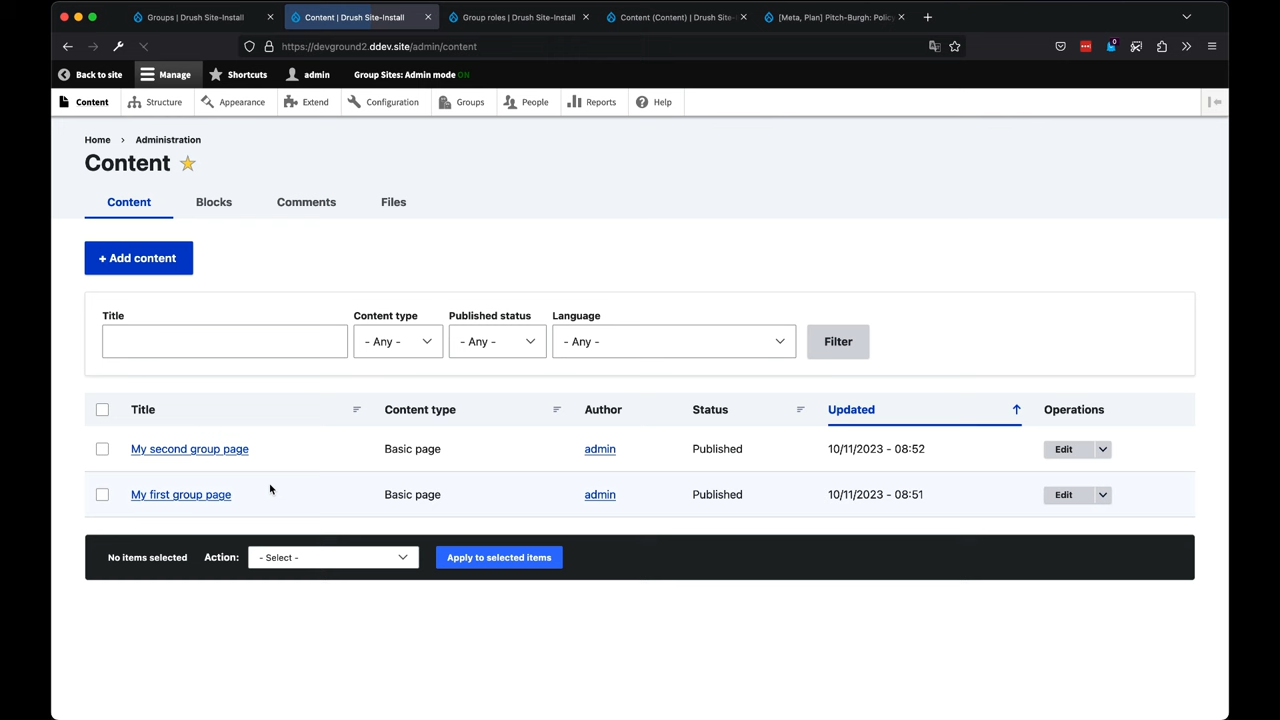 Groups | Drush Site-Install
Content | Drush Site-Install
Group roles | Drush Site-Install
Content (Content) | Drush Site-
[Meta, Plan] Pitch-Burgh: Policy
https://devground2.ddev.site/admin/content
0
Back to site
Manage
Shortcuts
admin
Group Sites: Admin mode ON
Content
Structure
Appearance
Extend
Configuration
Groups
People
Reports
Help
Home > Administration
Content
Content
Blocks
Comments
Files
+ Add content
Title
Content type
Published status
Language
- Any -
- Any -
- Any -
Filter
Title
Content type
Author
Status
Updated
Operations
My second group page
Basic page
admin
Published
10/11/2023 - 08:52
Edit
My first group page
Basic page
admin
Published
10/11/2023 - 08:51
Edit
No items selected
Action:
- Select -
Apply to selected items